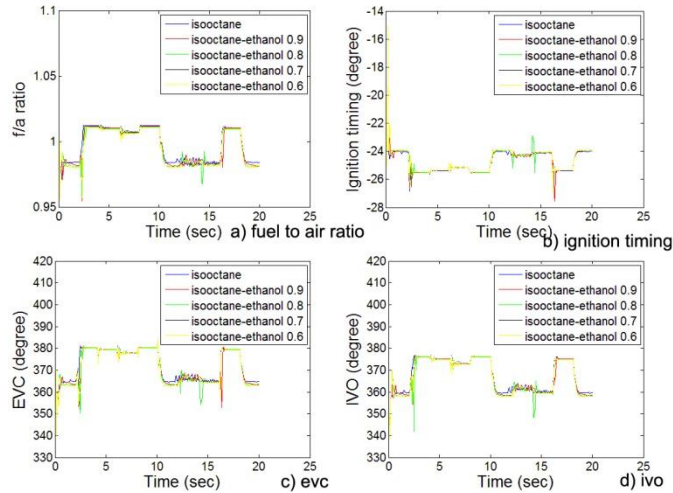 1.1
1.05
1
0.95
f/a ratio
isooctane
isooctane-ethanol 0.9
isooctane-ethanol 0.8
isooctane-ethanol 0.7
isooctane-ethanol 0.6
0 5 10 15 20 25
Time (sec)
a) fuel to air ratio
-14
-16
-18
-20
-22
-24
-26
-28
Ignition timing (degree)
isooctane
isooctane-ethanol 0.9
isooctane-ethanol 0.8
isooctane-ethanol 0.7
isooctane-ethanol 0.6
0 5 10 15 20 25
Time (sec)
b) ignition timing
420
410
400
390
380
370
360
350
340
330
EVC (degree)
isooctane
isooctane-ethanol 0.9
isooctane-ethanol 0.8
isooctane-ethanol 0.7
isooctane-ethanol 0.6
0 5 10 15 20 25
Time (sec)
c) evc
420
410
400
390
380
370
360
350
340
330
IVO (degree)
isooctane
isooctane-ethanol 0.9
isooctane-ethanol 0.8
isooctane-ethanol 0.7
isooctane-ethanol 0.6
0 5 10 15 20 25
Time (sec)
d) ivo